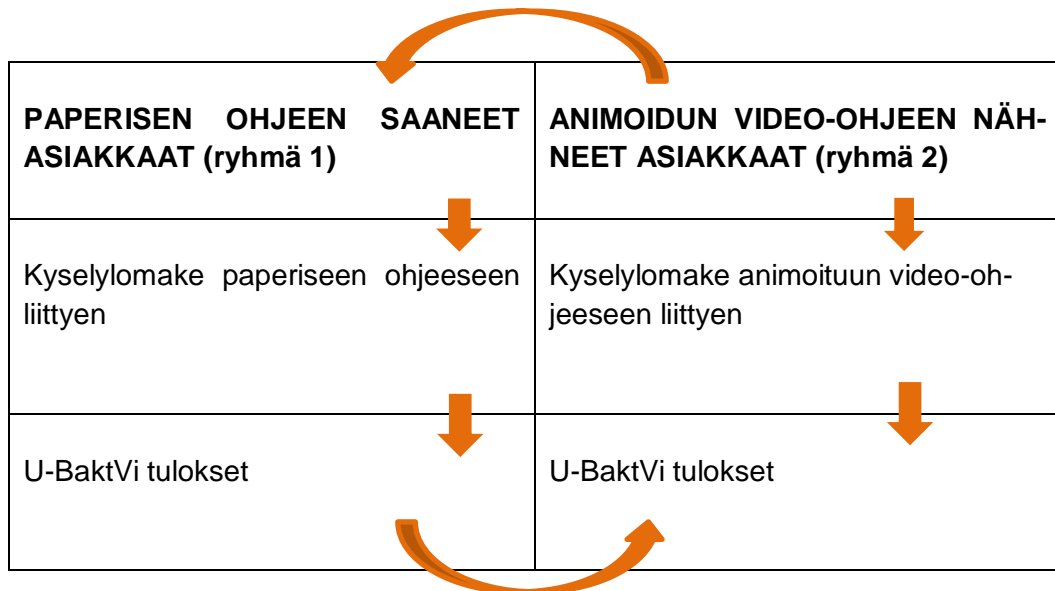 PAPERISEN OHJEEN SAANEET
ASIAKKAAT (ryhmä 1)
ANIMOIDUN VIDEO-OHJEEN NÄH-
NEET ASIAKKAAT (ryhmä 2)
Kyselylomake paperiseen ohjeeseen
liittyen
Kyselylomake animoituun video-oh-
jeeseen liittyen
U-BaktVi tulokset
U-BaktVi tulokset